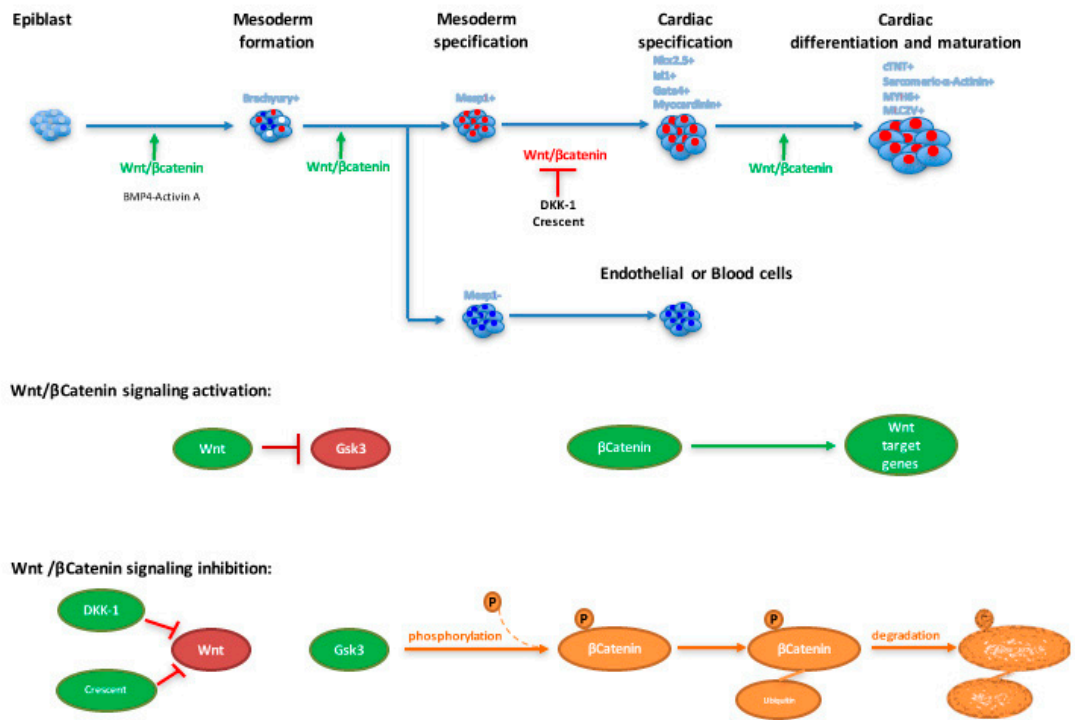 Epiblast
Mesoderm
formation
Mesoderm
specification
Cardiac
specification
Cardiac
differentiation and maturation
Brachyury+
Mesp1+
Nkx2.5+
Isl1+
Gata4+
Myocardinin+
cTNT+
Sarcomeric-α-Actinin+
MYH6+
MLC2V+
Wnt/βcatenin
BMP4-Activin A
Wnt/βcatenin
Wnt/βcatenin
DKK-1
Crescent
Wnt/βcatenin
Endothelial or Blood cells
Mesp1-
Wnt/βCatenin signaling activation:
Wnt
Gsk3
βCatenin
Wnt
target
genes
Wnt /βCatenin signaling inhibition:
DKK-1
Wnt
Crescent
Gsk3
phosphorylation
P
P
βCatenin
P
βCatenin
Ubiquitin
degradation